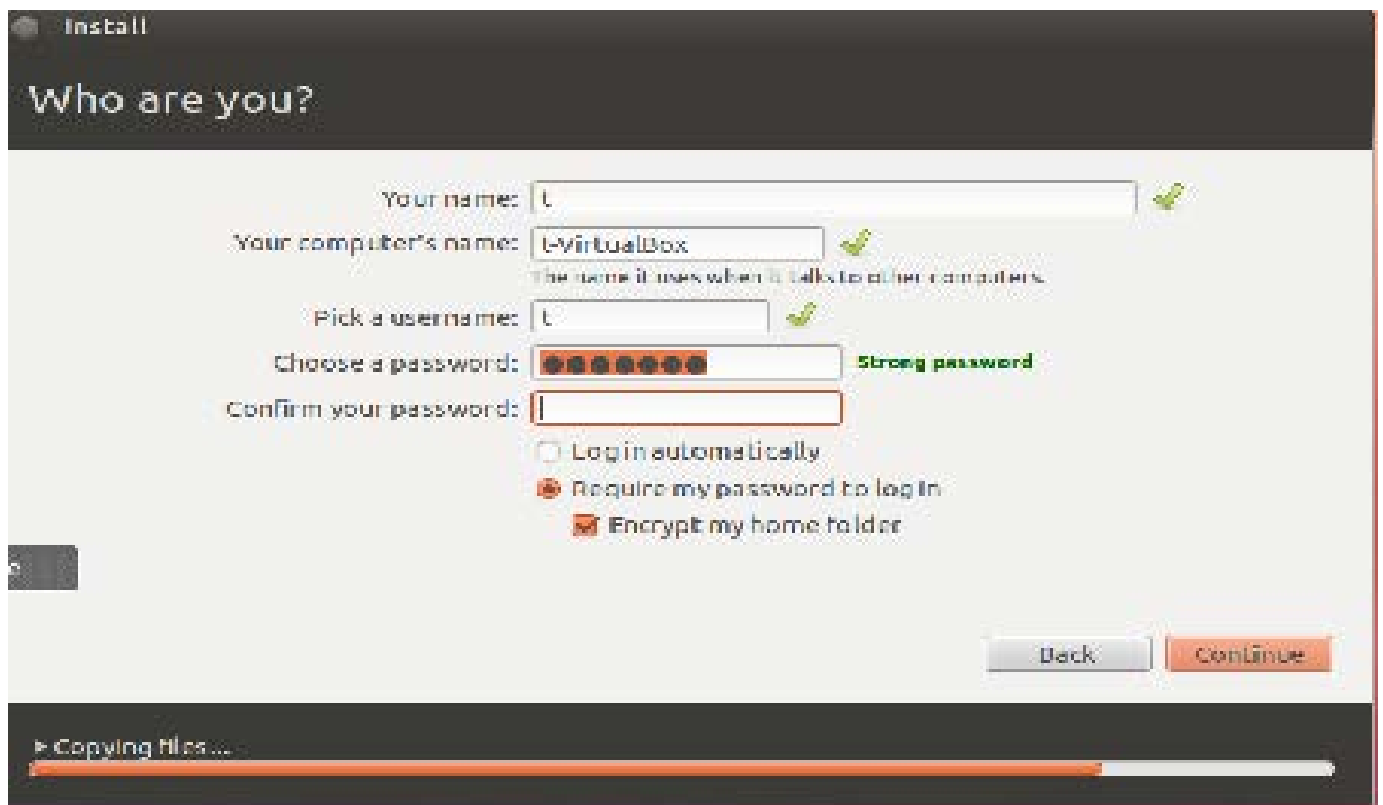 Install
Who are you?
Your name: t
Your computer's name: t-VirtualBox
The name it uses when it talks to other computers.
Pick a username: t
Choose a password: ●●●●●●● Strong password
Confirm your password:
Log in automatically
Require my password to log in
Encrypt my home folder
e
Back Continue
Copying files...